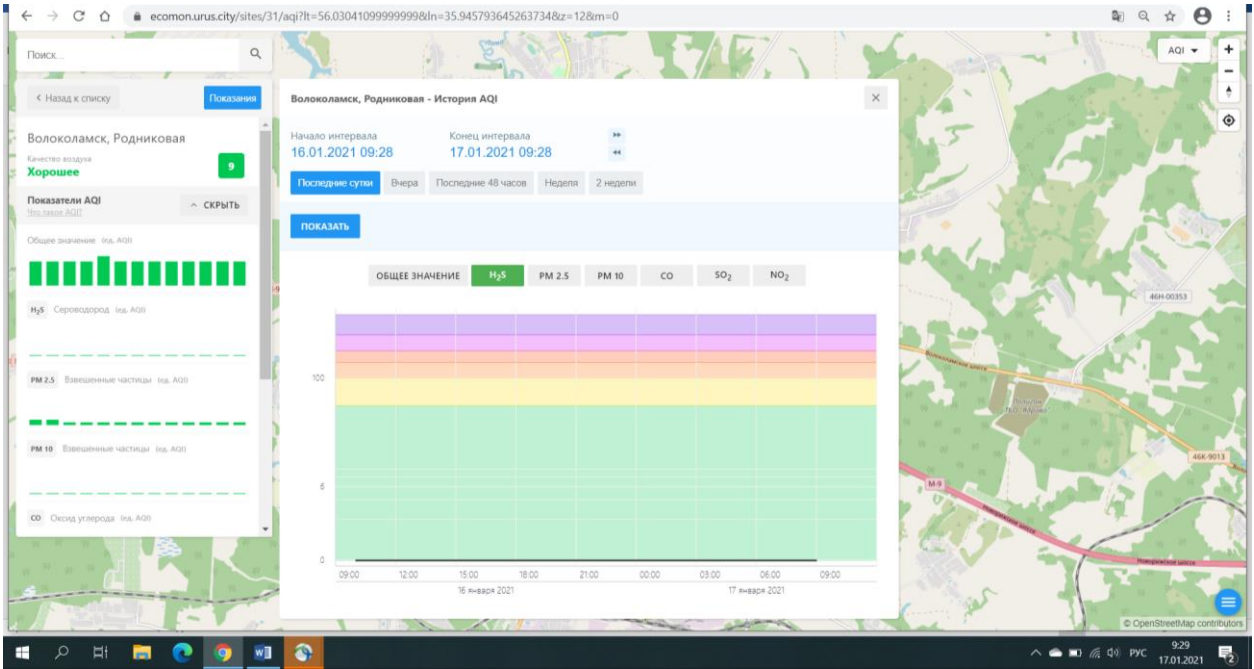 ecomon.urus.city/sites/31/aqi?lt=56.03041099999999&ln=35.945793645263734&z=12&m=0
Поиск...
AQI
Назад к списку
Показания
Волоколамск, Родниковая
Качество воздуха
Хорошее
9
Показатели AQI
Что такое AQI?
СКРЫТЬ
Общее значение (ед. AQI)
H₂S Сероводород (ед. AQI)
PM 2.5 Взвешенные частицы (ед. AQI)
PM 10 Взвешенные частицы (ед. AQI)
CO Оксид углерода (ед. AQI)
Волоколамск, Родниковая - История AQI
Начало интервала
Конец интервала
16.01.2021 09:28
17.01.2021 09:28
Последние сутки
Вчера
Последние 48 часов
Неделя
2 недели
ПОКАЗАТЬ
ОБЩЕЕ ЗНАЧЕНИЕ
H₂S
PM 2.5
PM 10
CO
SO₂
NO₂
100
6
0
09:00 12:00 15:00 18:00 21:00 00:00 03:00 06:00 09:00
16 января 2021
17 января 2021
46Н-00353
Волоколамское шоссе
46К-9013
М-9
Новорижское шоссе
Новорижское шоссе
© OpenStreetMap contributors
РУС
9:29
17.01.2021
2